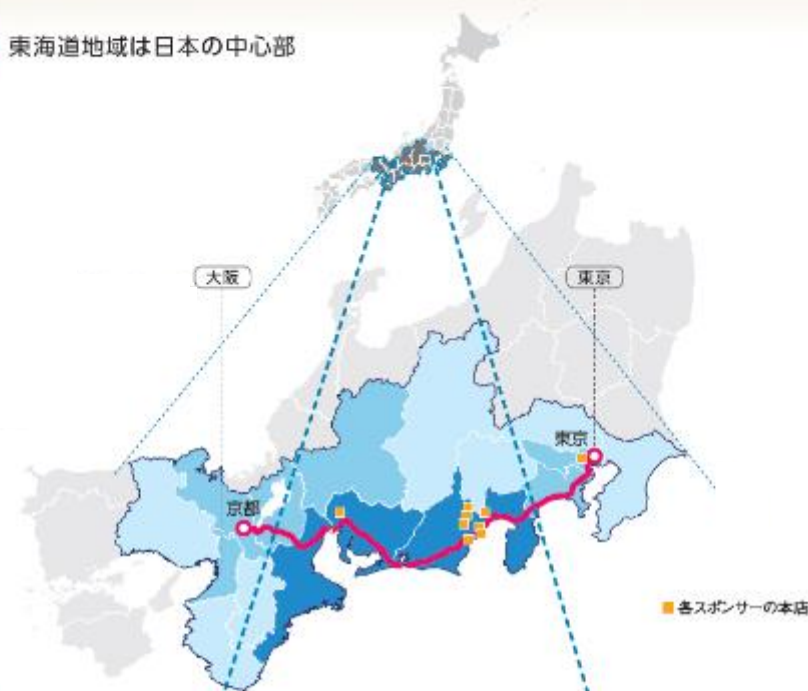 東海道地域は日本の中心部
大阪
東京
東京
京都
各スポンサーの本店